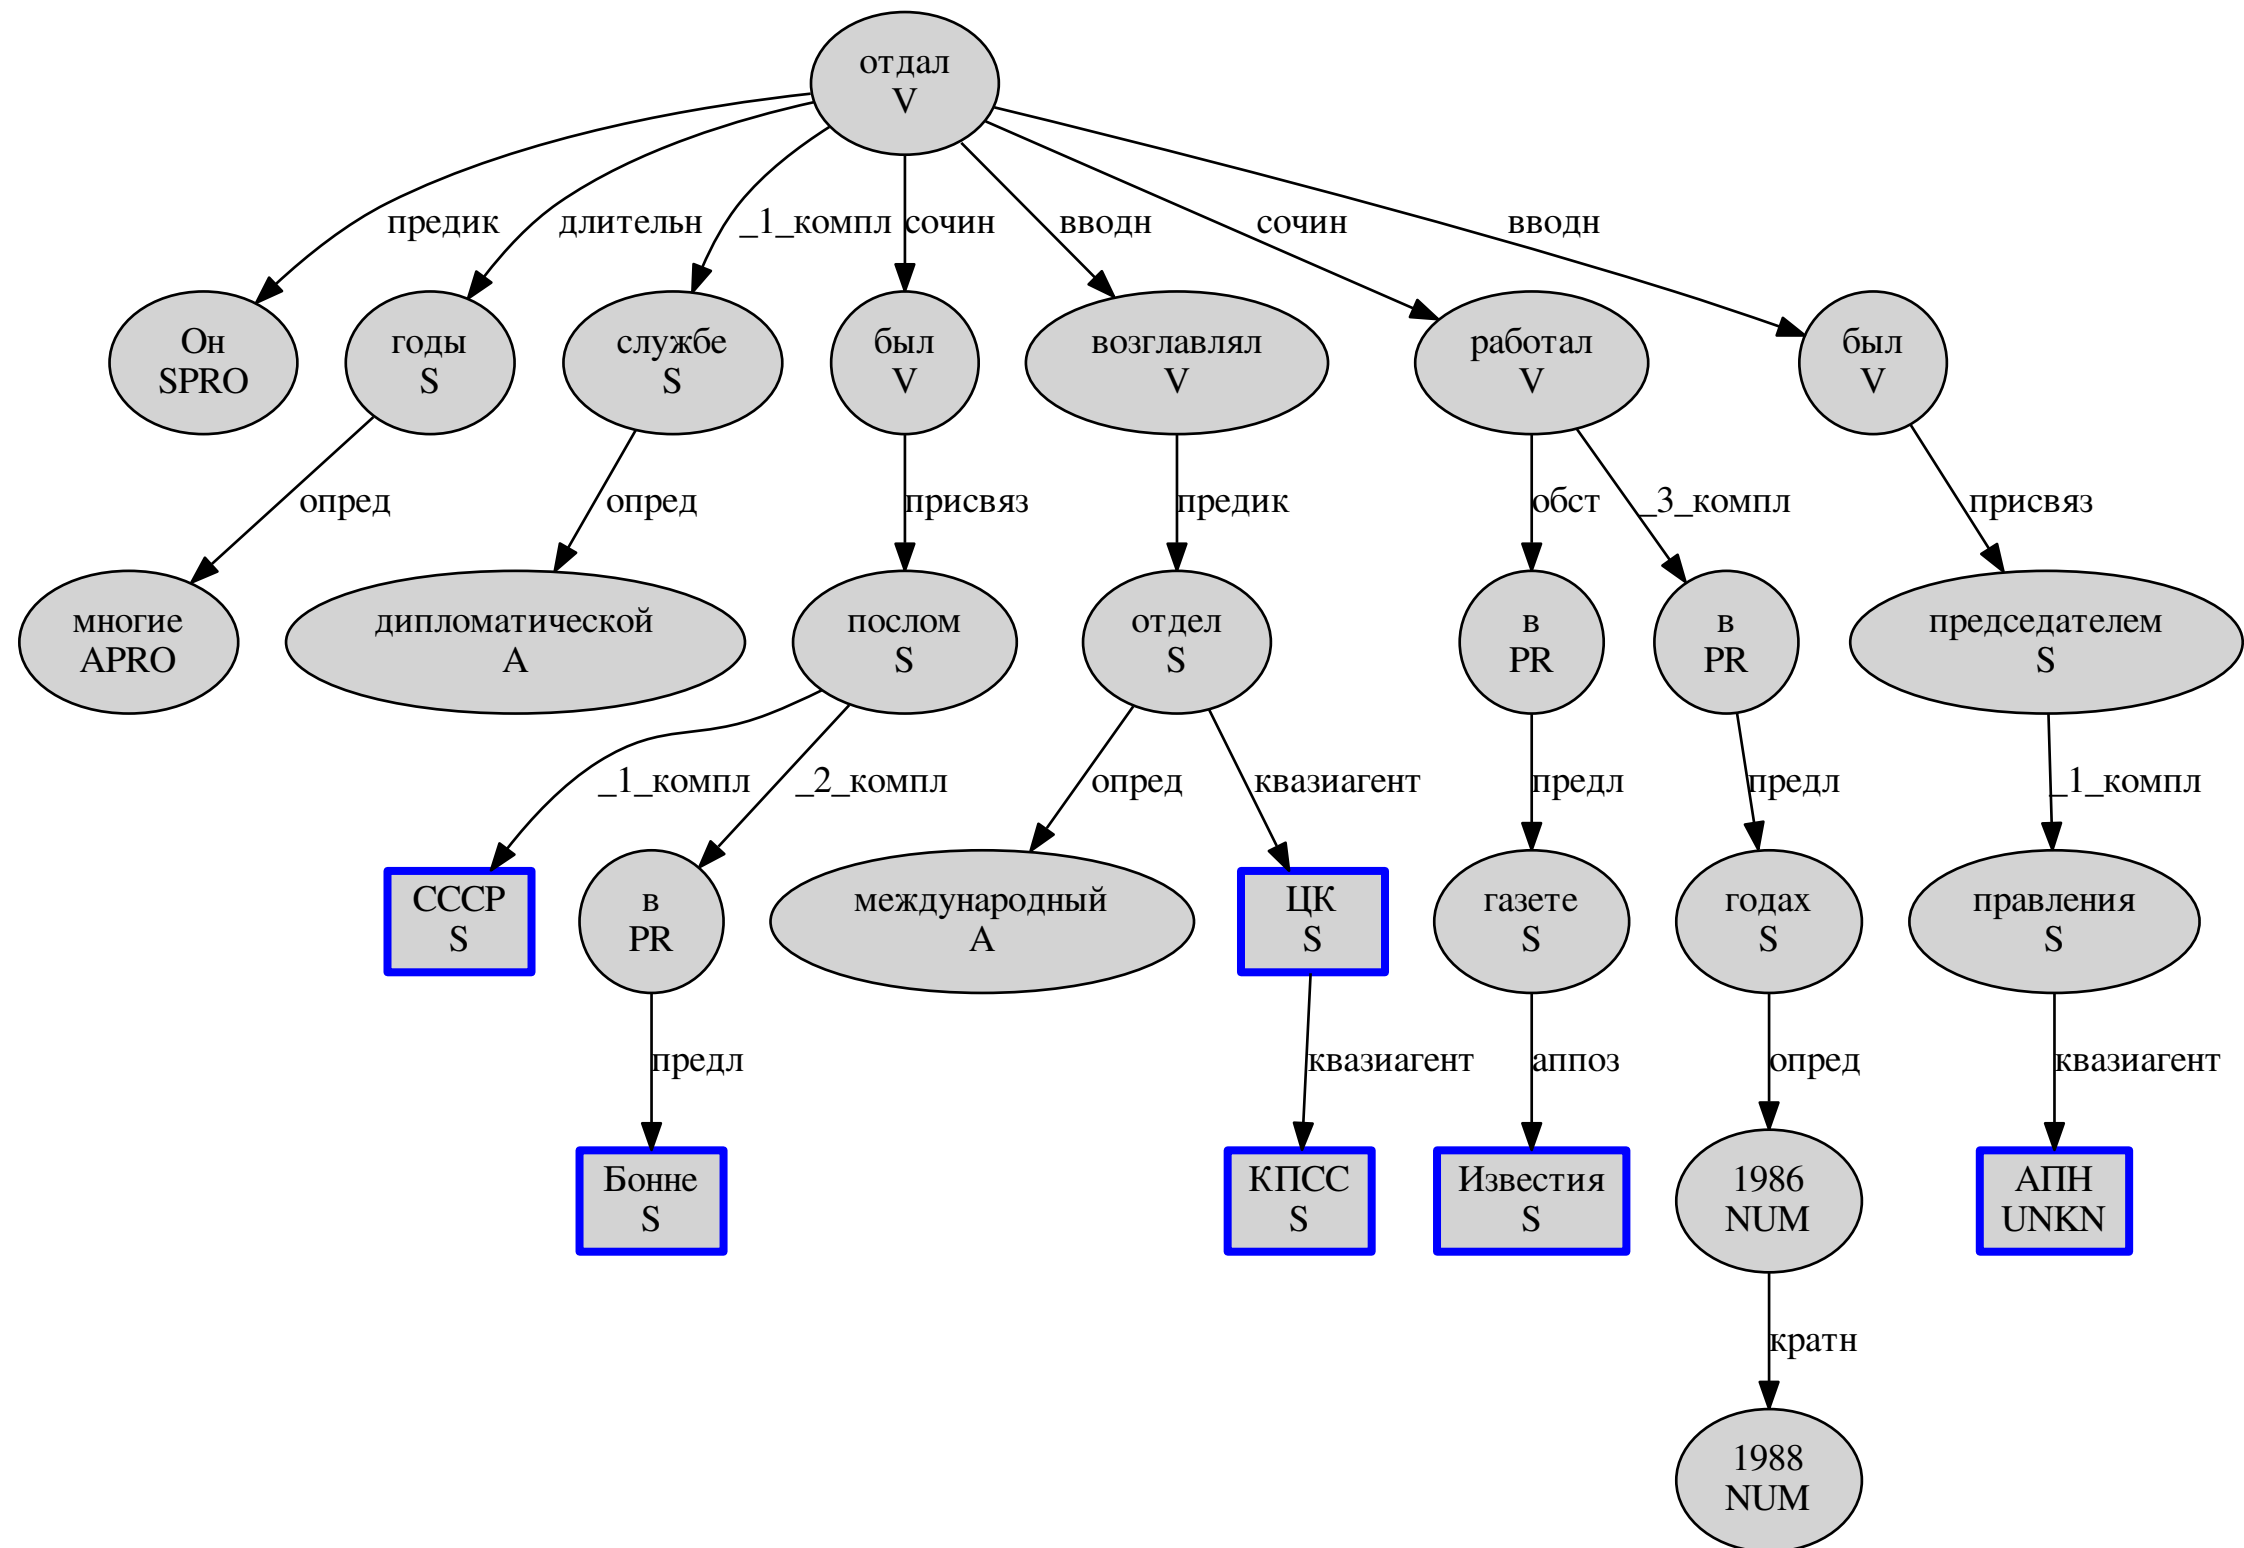 отдал
V
предик
длительн
_1_компл
сочин
вводн
сочин
вводн
Он
SPRO
годы
S
службе
S
был
V
возглавлял
V
работал
V
был
V
опред
опред
присвяз
предик
обст
_3_компл
присвяз
многие
APRO
дипломатической
A
послом
S
отдел
S
в
PR
в
PR
председателем
S
_1_компл
_2_компл
опред
квазиагент
предл
предл
_1_компл
СССР
S
в
PR
международный
A
ЦК
S
газете
S
годах
S
правления
S
предл
квазиагент
аппоз
опред
квазиагент
Бонне
S
КПСС
S
Известия
S
1986
NUM
АПН
UNKN
кратн
1988
NUM